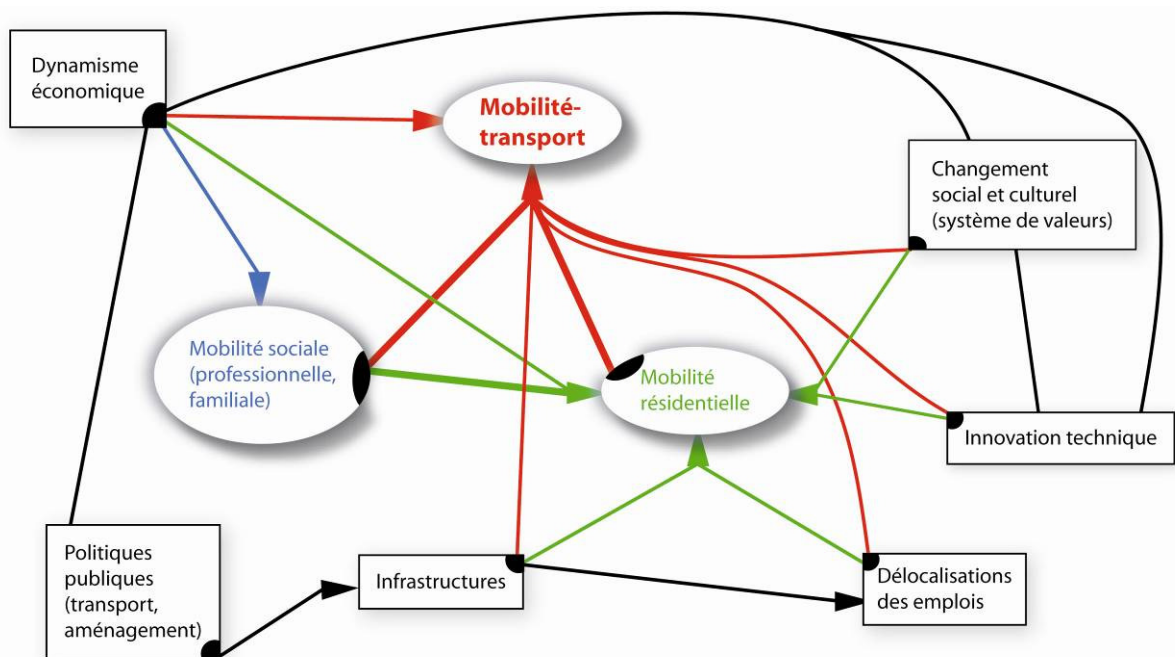 Dynamisme
économique
Mobilité-
transport
Changement
social et culturel
(système de valeurs)
Mobilité sociale
(professionnelle,
familiale)
Mobilité
résidentielle
Innovation technique
Politiques
publiques
(transport,
aménagement)
Infrastructures
Délocalisations
des emplois